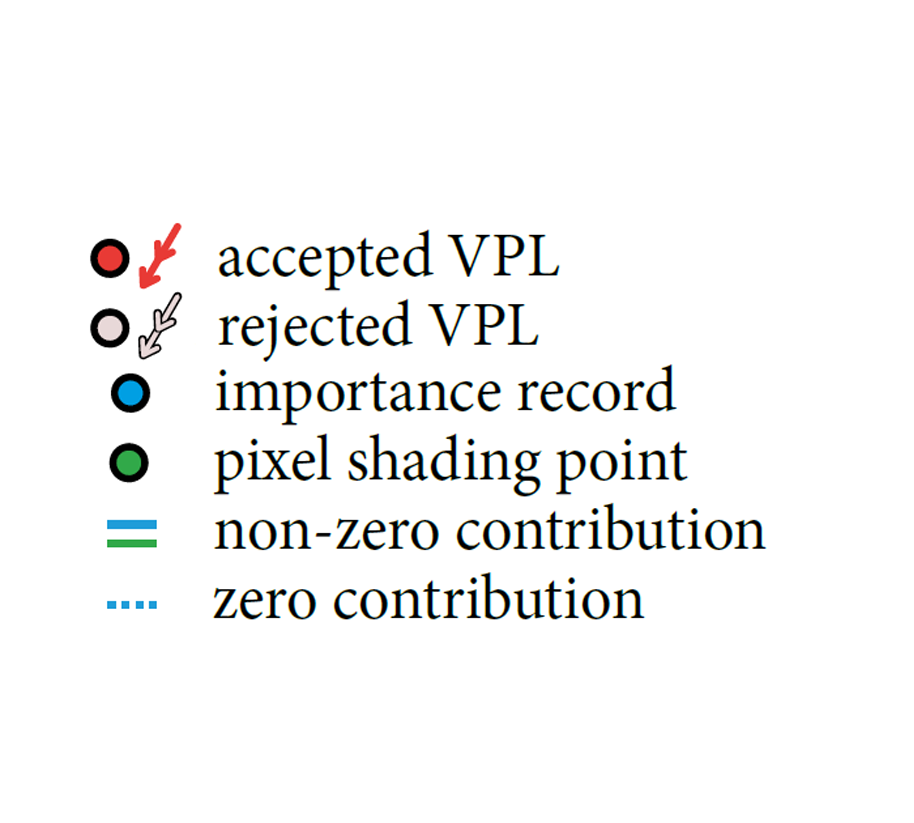 accepted VPL
rejected VPL
importance record
pixel shading point
non-zero contribution
zero contribution